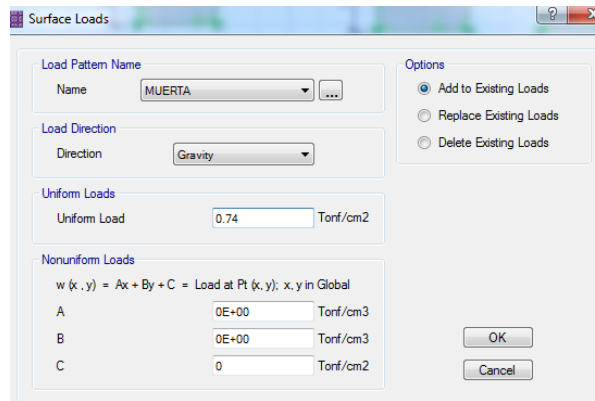 Surface Loads
Load Pattern Name
Name MUERTA ...
Load Direction
Direction Gravity
Uniform Loads
Uniform Load 0.74 Tonf/cm2
Nonuniform Loads
w (x , y) = Ax + By + C = Load at Pt (x, y); x, y in Global
A 0E+00 Tonf/cm3
B 0E+00 Tonf/cm3
C 0 Tonf/cm2
Options
Add to Existing Loads
Replace Existing Loads
Delete Existing Loads
OK
Cancel